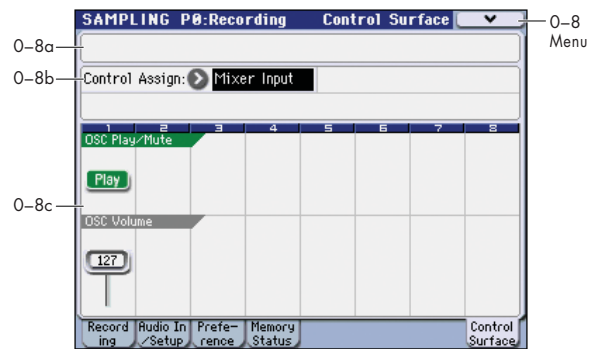 SAMPLING P0:Recording Control Surface
0–8
Menu
0–8a
0–8b
Control Assign: Mixer Input
1 2 3 4 5 6 7 8
OSC Play/Mute
Play
0–8c
OSC Volume
127
Record
ing
Audio In
/Setup
Prefe-
rence
Memory
Status
Control
Surface